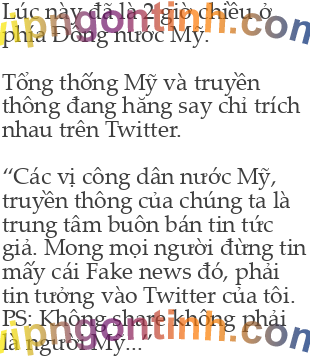 Lúc này đã là 2 giờ chiều ở
phía Đông nước Mỹ.
Tổng thống Mỹ và truyền
thông đang hăng say chỉ trích
nhau trên Twitter.
“Các vị công dân nước Mỹ,
truyền thông của chúng ta là
trung tâm buôn bán tin tức
giả. Mong mọi người đừng tin
mấy cái Fake news đó, phải
tin tưởng vào Twitter của tôi.
PS: Không share không phải
là người Mỹ...”
vipngontinh.com
vipngontinh.com